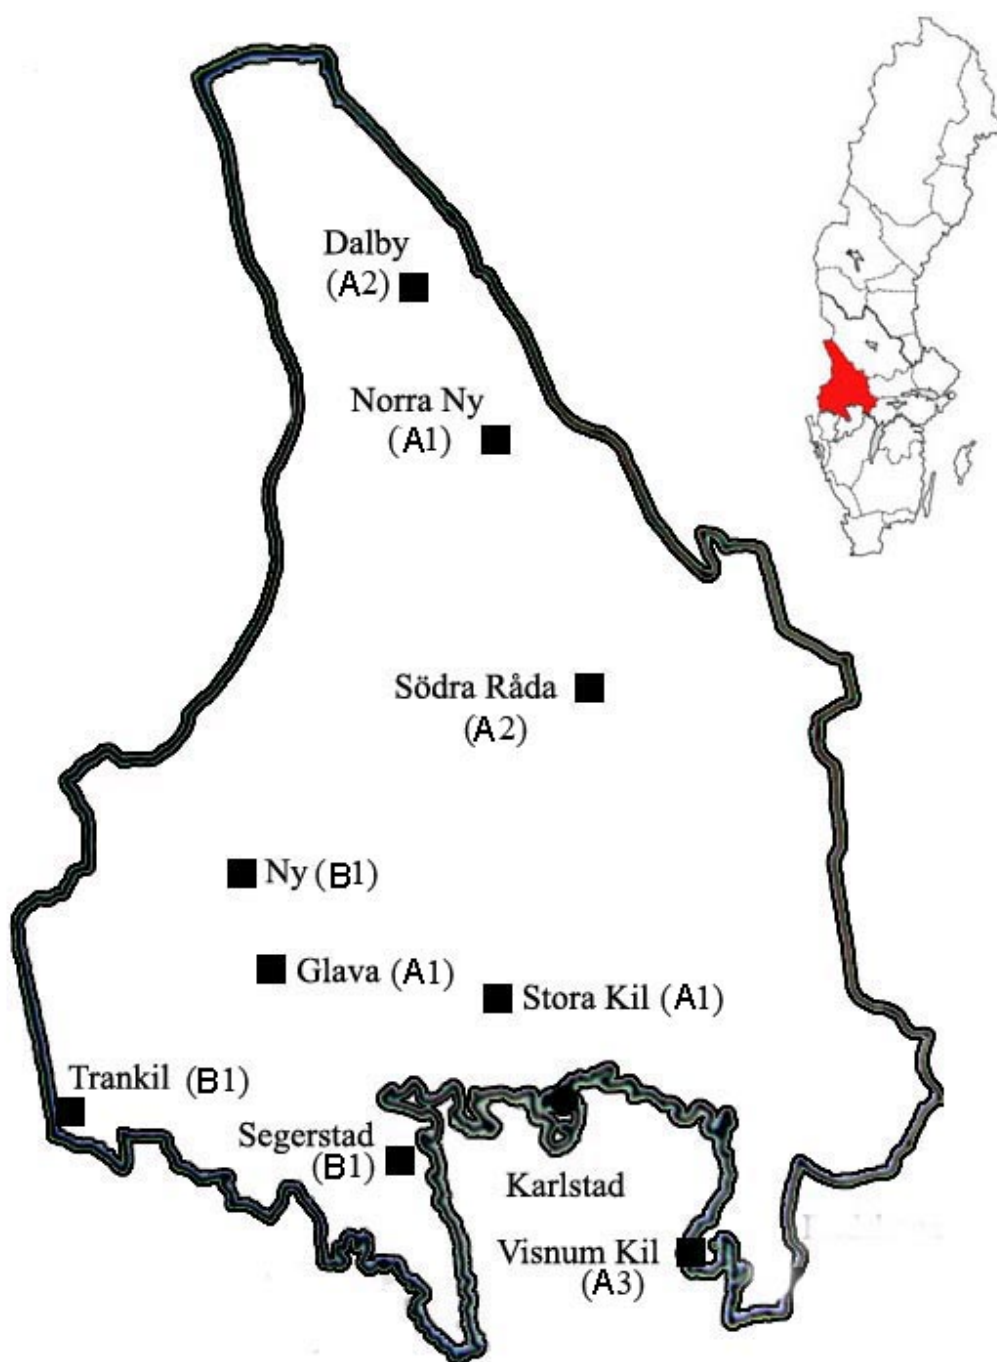 Dalby
(A2)
Norra Ny
(A1)
Södra Råda
(A2)
Ny (B1)
Glava (A1)
Stora Kil (A1)
Trankil (B1)
Segerstad
(B1)
Karlstad
Visnum Kil
(A3)